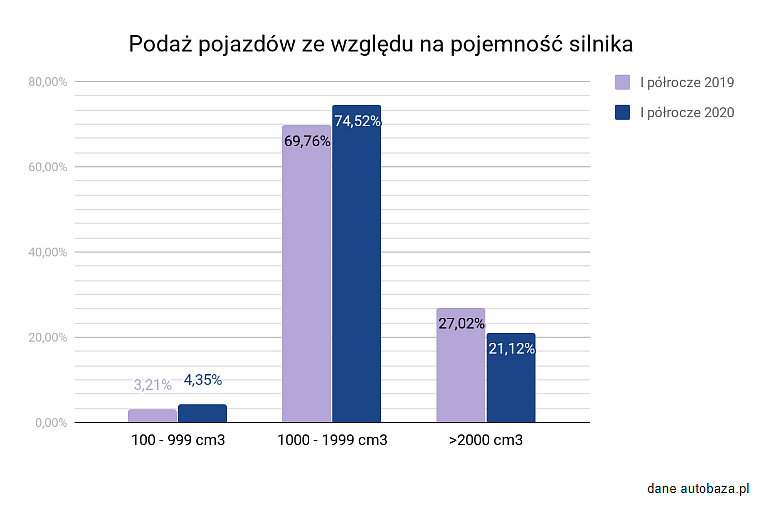 Podaż pojazdów ze względu na pojemność silnika
I półrocze 2019
I półrocze 2020
80,00%
60,00%
40,00%
20,00%
0,00%
3,21%
4,35%
69,76%
74,52%
27,02%
21,12%
100 - 999 cm3
1000 - 1999 cm3
>2000 cm3
dane autobaza.pl